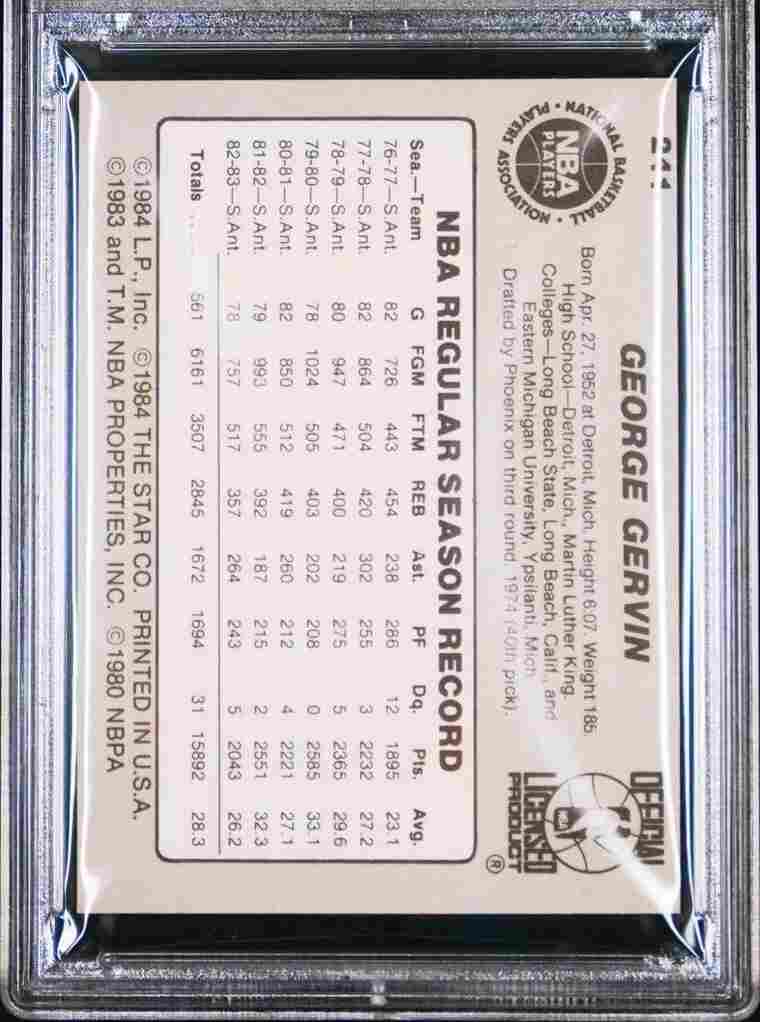 NATIONAL BASKETBALL PLAYERS ASSOCIATION
NBA
PLAYERS
GEORGE GERVIN
Born Apr. 27, 1952 at Detroit, Mich. Height 6:07. Weight 185.
High School—Detroit, Mich., Martin Luther King.
Colleges—Long Beach State, Long Beach, Calif., and
Eastern Michigan University, Ypsilanti, Mich
Drafted by Phoenix on third round, 1974 (40th pick).
OFFICIAL
NBA
LICENSED
PRODUCT
®
NBA REGULAR SEASON RECORD
Sea.—Team G FGM FTM REB Ast. PF Dq. Pts. Avg.
76-77—S.Ant. 82 726 443 454 238 286 12 1895 23.1
77-78—S.Ant. 82 864 504 420 302 255 3 2232 27.2
78-79—S.Ant. 80 947 471 400 219 275 5 2365 29.6
79-80—S.Ant. 78 1024 505 403 202 208 0 2585 33.1
80-81—S.Ant. 82 850 512 419 260 212 4 2221 27.1
81-82—S.Ant. 79 993 555 392 187 215 2 2551 32.3
82-83—S.Ant. 78 757 517 357 264 243 5 2043 26.2
Totals 561 6161 3507 2845 1672 1694 31 15892 28.3
©1984 L.P., Inc. ©1984 THE STAR CO. PRINTED IN U.S.A.
©1983 and T.M. NBA PROPERTIES, INC. ©1980 NBPA